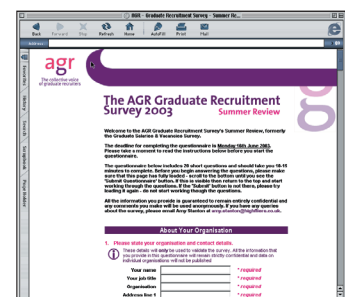 AGR - Graduate Recruitment Survey - Summer Re...
Back Forward Stop Refresh Home AutoFill Print Mail
Address:
Favorites
History
Search
Scrapbook
Page Holder
agr
The collective voice
of graduate recruiters
The AGR Graduate Recruitment
Survey 2003 Summer Review
Welcome to the AGR Graduate Recruitment Survey's Summer Review, formerly
the Graduate Salaries & Vacancies Survey.
The deadline for completing the questionnaire is Monday 16th June 2003.
Please take a moment to read the instructions below before you start the
questionnaire.
The questionnaire below includes 26 short questions and should take you 10-15
minutes to complete. Before you begin answering the questions, please make
sure that this page has fully loaded - scroll to the bottom until you see the
'Submit Questionnaire' button. If this is visible then return to the top and start
working through the questions. If the 'Submit' button is not there, please try
loading it again - do not start working though the questions.
All the information you provide is guaranteed to remain entirely confidential and
any comments you make will be used anonymously. If you have any queries
about the survey, please email Amy Stanton at amy.stanton@highfliers.co.uk.
About Your Organisation
1. Please state your organisation and contact details.
These details will only be used to validate the survey. All the information that
you provide in this questionnaire will remain strictly confidential and data on
individual organisations will not be published.
Your name * required
Your job title * required
Organisation * required
Address line 1 * required